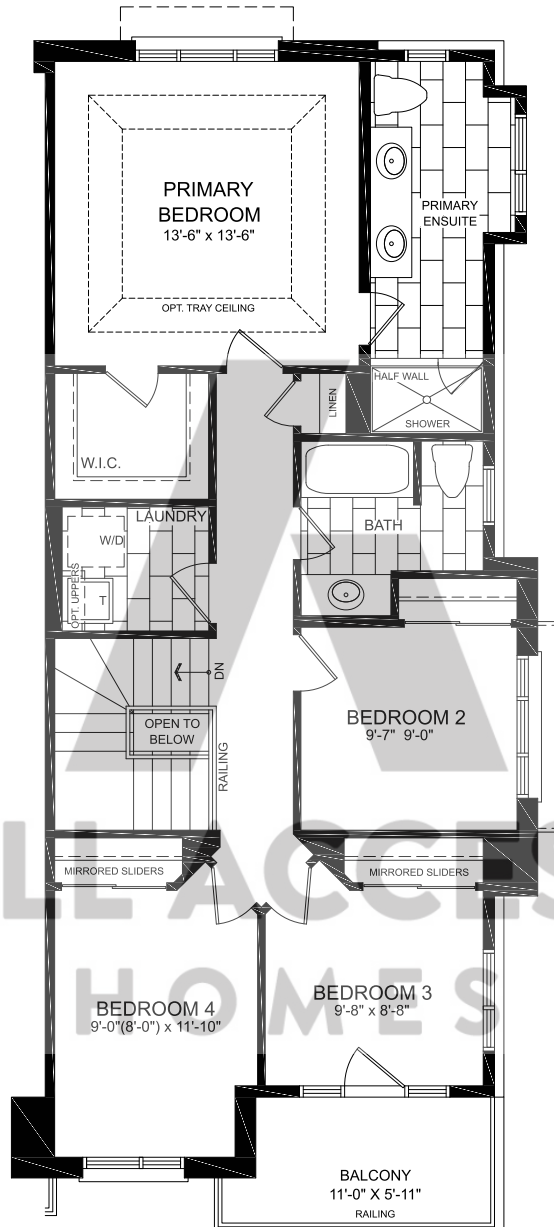 PRIMARY
BEDROOM
13'-6" x 13'-6"
OPT. TRAY CEILING
PRIMARY
ENSUITE
HALF WALL
SHOWER
LINEN
W.I.C.
LAUNDRY
W/D
OPT. UPPERS
T
BATH
DN
OPEN TO
BELOW
RAILING
BEDROOM 2
9'-7" 9'-0"
MIRRORED SLIDERS
MIRRORED SLIDERS
LL ACCES
HOMES
BEDROOM 4
9'-0"(8'-0") x 11'-10"
BEDROOM 3
9'-8" x 8'-8"
BALCONY
11'-0" X 5'-11"
RAILING